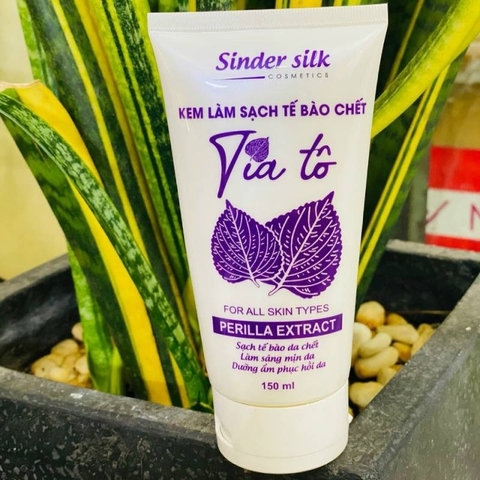 Sinder silk
COSMETICS
KEM LÀM SẠCH TẾ BÀO CHẾT
Tía tô
FOR ALL SKIN TYPES
PERILLA EXTRACT
Sạch tế bào da chết
Làm sáng mịn da
Dưỡng ẩm phục hồi da
150 ml